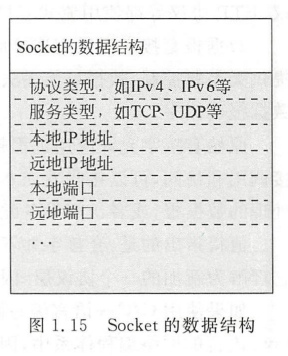 Socket的数据结构
协议类型，如IPv4、IPv6等
服务类型，如TCP、UDP等
本地IP地址
远地IP地址
本地端口
远地端口
...
图 1.15 Socket 的数据结构